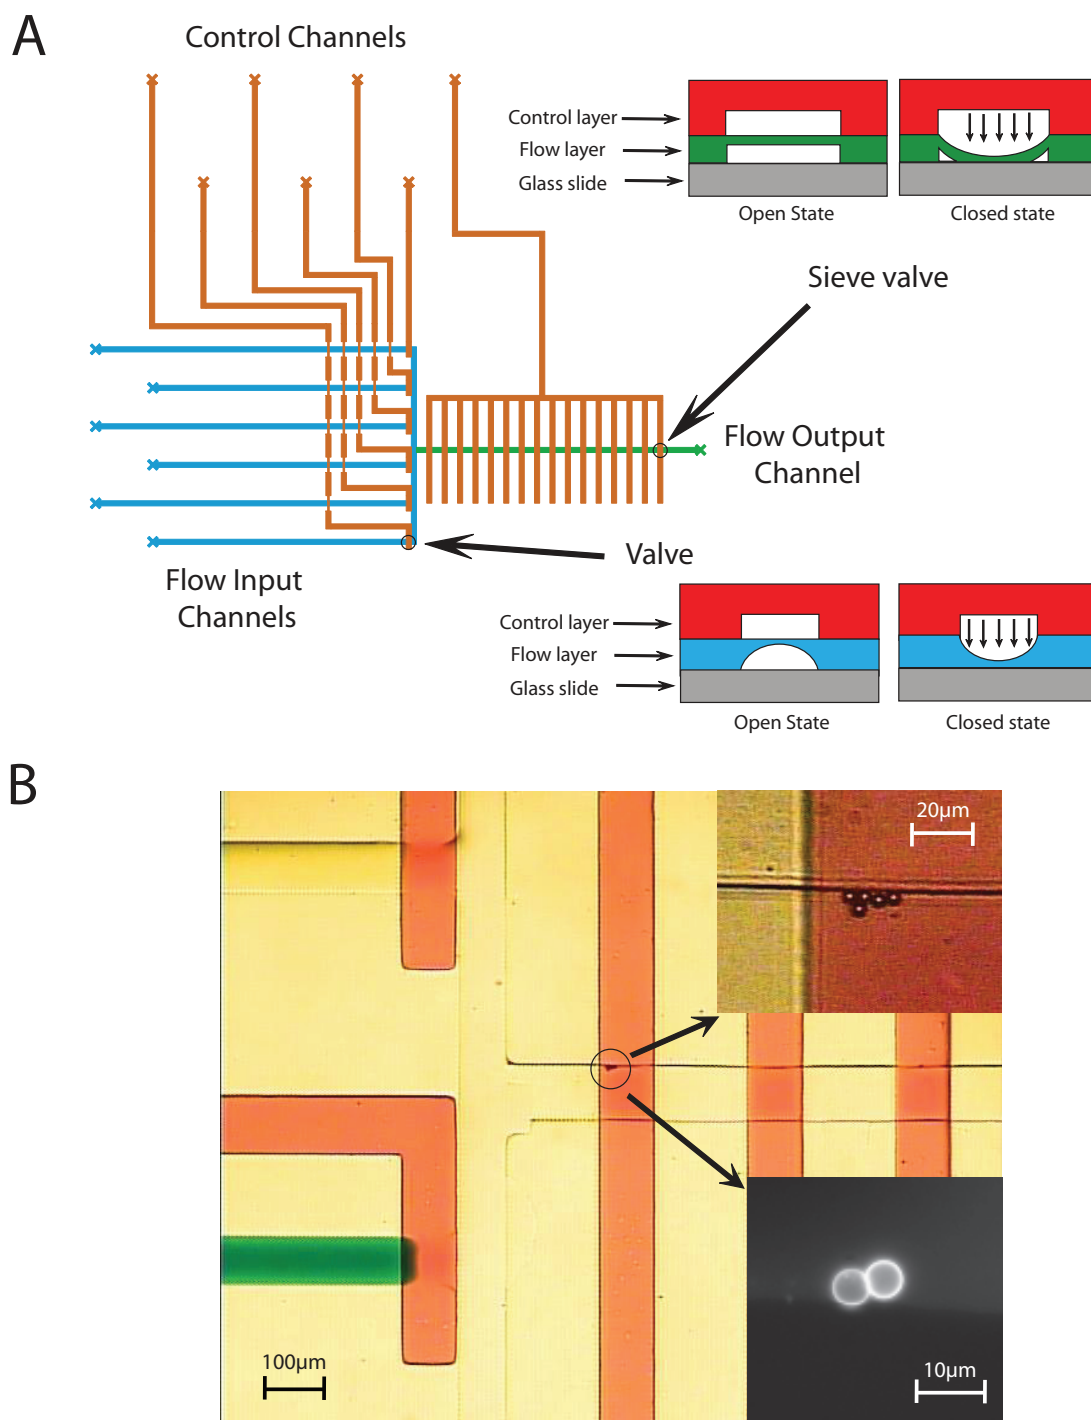 A
Control Channels
Control layer
Flow layer
Glass slide
Open State
Closed state
Sieve valve
Flow Output
Channel
Valve
Flow Input
Channels
Control layer
Flow layer
Glass slide
Open State
Closed state
B
20µm
100µm
10µm